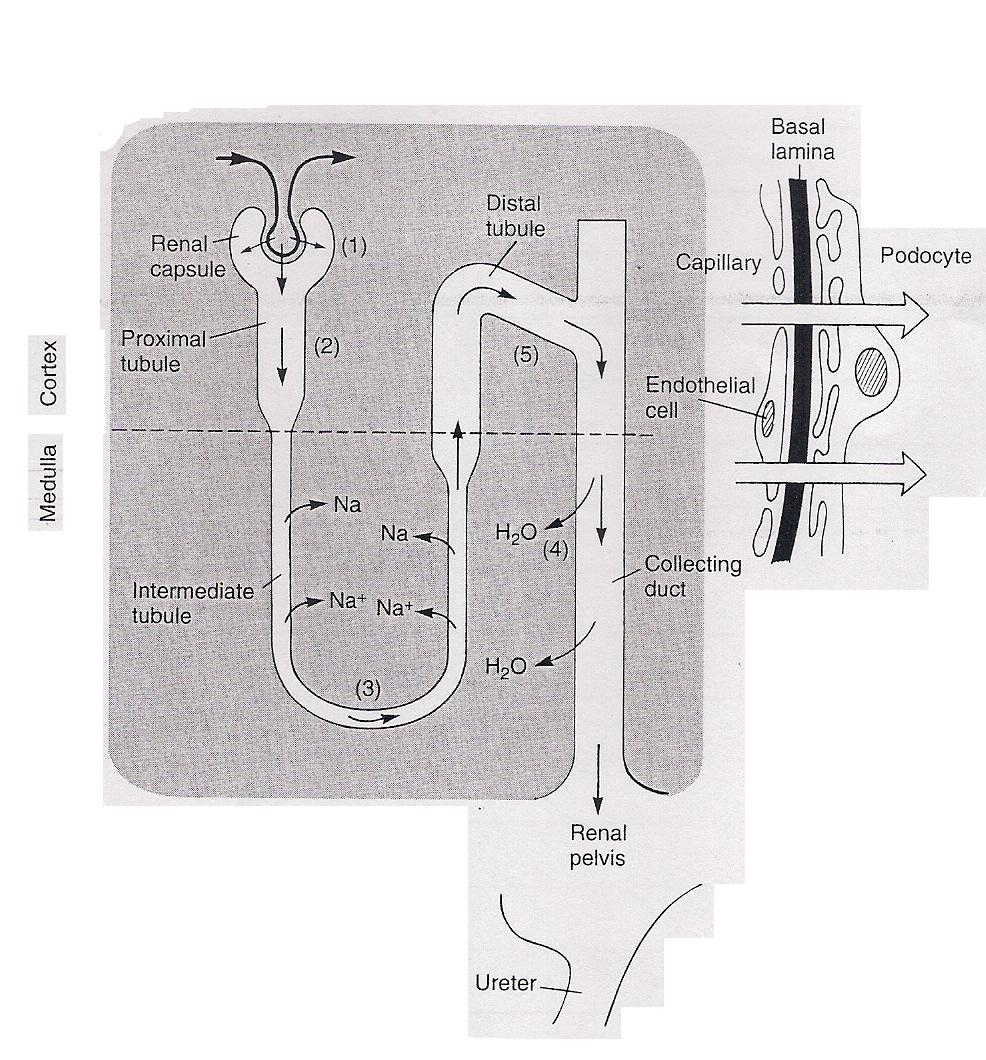 Basal
lamina
Distal
tubule
Renal
capsule
(1)
Capillary
Podocyte
Proximal
tubule
(2)
(5)
Cortex
Endothelial
cell
Medulla
Na
Na
H₂O
(4)
Collecting
duct
Intermediate
tubule
Na⁺
Na⁺
H₂O
(3)
Renal
pelvis
Ureter